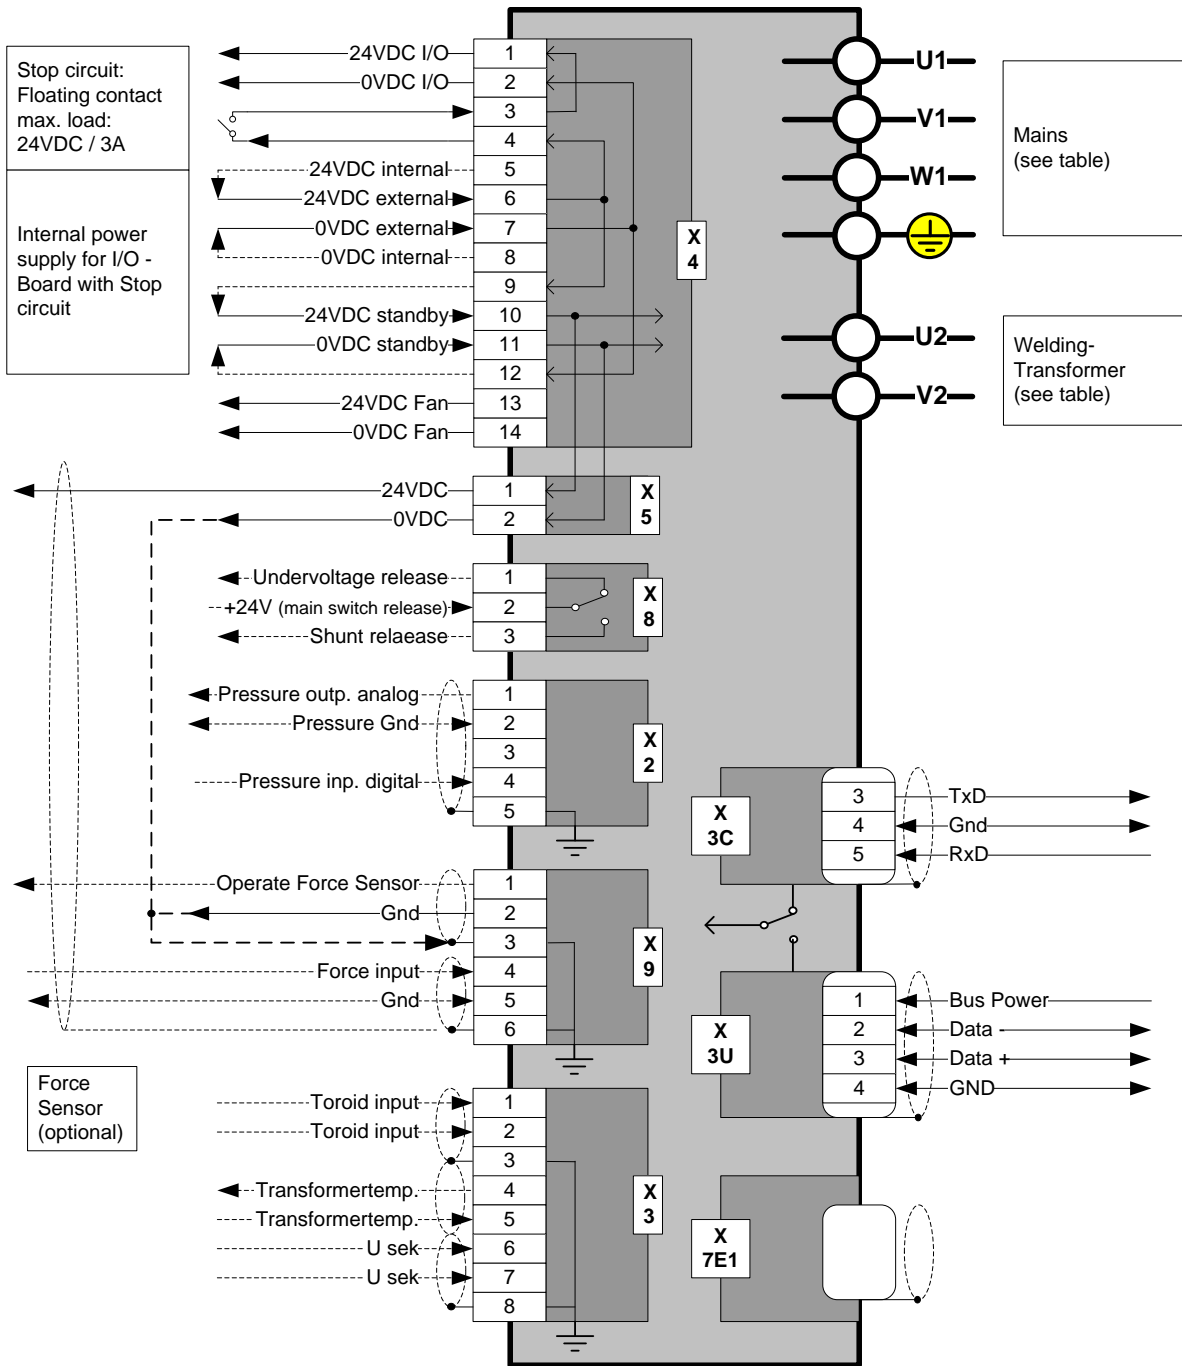 Stop circuit:
Floating contact
max. load:
24VDC / 3A
Internal power
supply for I/O -
Board with Stop
circuit
24VDC I/O 1
0VDC I/O 2
3
4
24VDC internal 5
24VDC external 6
0VDC external 7
0VDC internal 8
9
24VDC standby 10
0VDC standby 11
12
24VDC Fan 13
0VDC Fan 14
X
4
24VDC 1
0VDC 2
X
5
Undervoltage release 1
+24V (main switch release) 2
Shunt relaease 3
X
8
Pressure outp. analog 1
Pressure Gnd 2
3
Pressure inp. digital 4
5
X
2
Operate Force Sensor 1
Gnd 2
3
Force input 4
Gnd 5
6
X
9
Force
Sensor
(optional)
Toroid input 1
Toroid input 2
3
Transformertemp. 4
Transformertemp. 5
U sek 6
U sek 7
8
X
3
U1
V1
W1
Mains
(see table)
U2
V2
Welding-
Transformer
(see table)
X
3C
3 TxD
4 Gnd
5 RxD
X
3U
1 Bus Power
2 Data -
3 Data +
4 GND
X
7E1